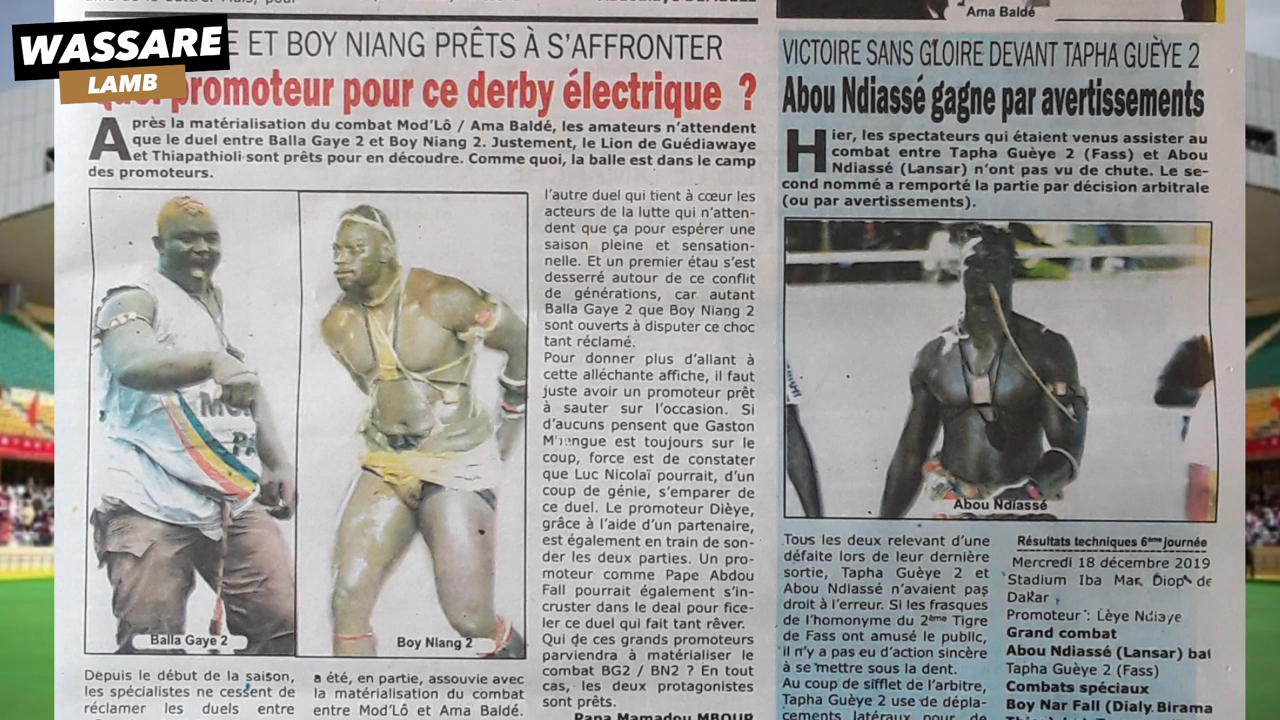 WASSARE
LAMB
E ET BOY NIANG PRÊTS À S'AFFRONTER
promoteur pour ce derby électrique ?
Après la matérialisation du combat Mod'Lô / Ama Baldé, les amateurs n'attendent
que le duel entre Balla Gaye 2 et Boy Niang 2. Justement, le Lion de Guédiawaye
et Thiapathioli sont prêts pour en découdre. Comme quoi, la balle est dans le camp
des promoteurs.
Balla Gaye 2
Boy Niang 2
Depuis le début de la saison,
les spécialistes ne cessent de
réclamer les duels entre
a été, en partie, assouvie avec
la matérialisation du combat
entre Mod'Lô et Ama Baldé.
l'autre duel qui tient à cœur les
acteurs de la lutte qui n'atten-
dent que ça pour espérer une
saison pleine et sensation-
nelle. Et un premier étau s'est
desserré autour de ce conflit
de générations, car autant
Balla Gaye 2 que Boy Niang 2
sont ouverts à disputer ce choc
tant réclamé.
Pour donner plus d'allant à
cette alléchante affiche, il faut
juste avoir un promoteur prêt
à sauter sur l'occasion. Si
d'aucuns pensent que Gaston
est toujours sur le
coup, force est de constater
que Luc Nicolaï pourrait, d'un
coup de génie, s'emparer de
ce duel. Le promoteur Dièye,
grâce à l'aide d'un partenaire,
est également en train de son-
der les deux parties. Un pro-
moteur comme Pape Abdou
Fall pourrait également s'in-
cruster dans le deal pour fice-
ler ce duel qui fait tant rêver.
Qui de ces grands promoteurs
parviendra à matérialiser le
combat BG2 / BN2 ? En tout
cas, les deux protagonistes
sont prêts.
Mamadou MBOUP
Ama Baldé
VICTOIRE SANS GLOIRE DEVANT TAPHA GUÈYE 2
Abou Ndiassé gagne par avertissements
Hier, les spectateurs qui étaient venus assister au
combat entre Tapha Guèye 2 (Fass) et Abou
Ndiassé (Lansar) n'ont pas vu de chute. Le se-
cond nommé a remporté la partie par décision arbitrale
(ou par avertissements).
Abou Ndiassé
Tous les deux relevant d'une
défaite lors de leur dernière
sortie, Tapha Guèye 2 et
Abou Ndiassé n'avaient pas
droit à l'erreur. Si les frasques
de l'homonyme du 2ème Tigre
de Fass ont amusé le public,
il n'y a pas eu d'action sincère
à se mettre sous la dent.
Au coup de sifflet de l'arbitre,
Tapha Guèye 2 use de dépla-
cements latéraux pour de
Résultats techniques 6ème journée
Mercredi 18 décembre 2019
Stadium Iba Mar Diop de
Dakar
Promoteur : Lèye Ndiaye
Grand combat
Abou Ndiassé (Lansar) bat
Tapha Guèye 2 (Fass)
Combats spéciaux
Boy Nar Fall (Dialy Birama